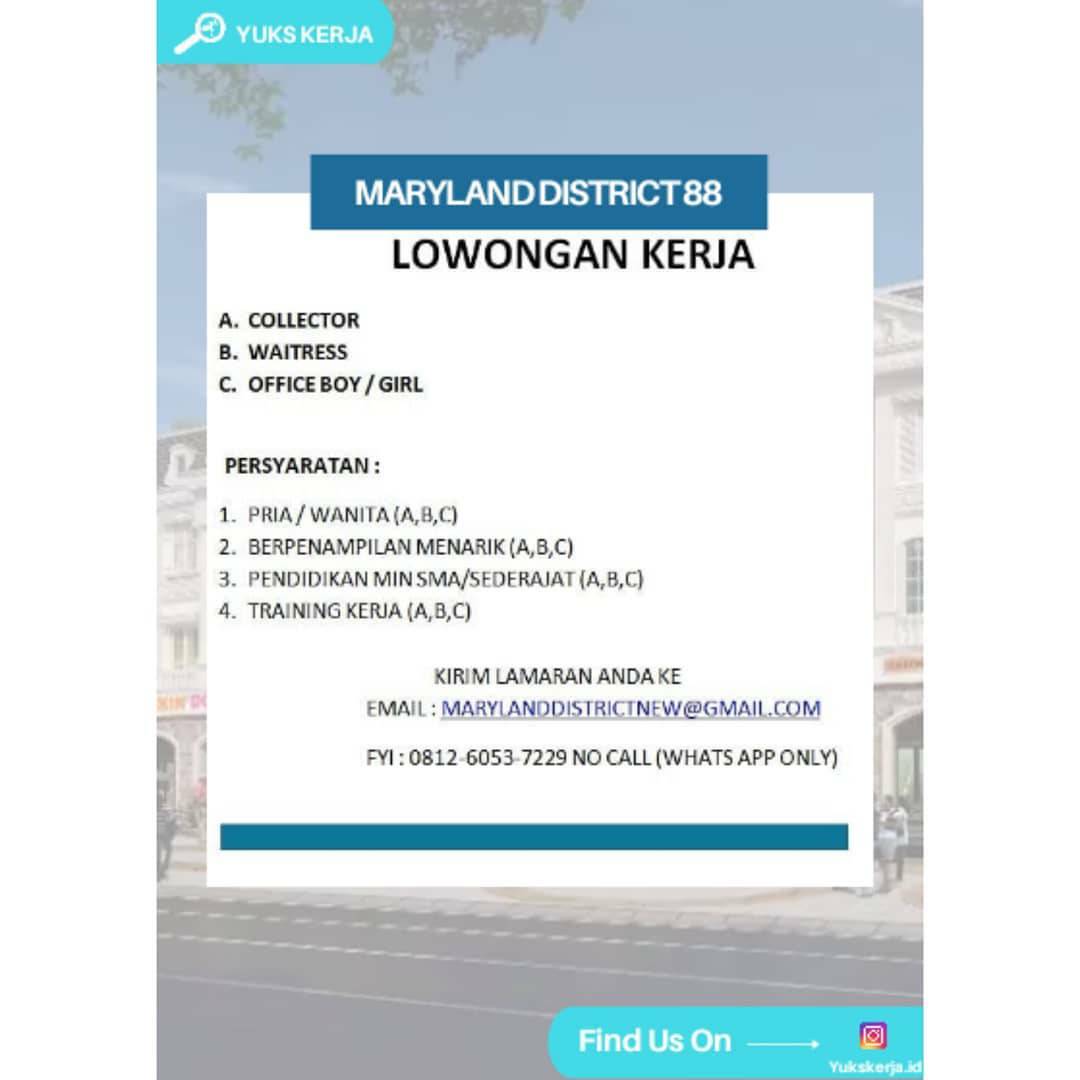 YUKS KERJA
MARYLAND DISTRICT 88
LOWONGAN KERJA
A. COLLECTOR
B. WAITRESS
C. OFFICE BOY / GIRL
PERSYARATAN :
1. PRIA / WANITA (A,B,C)
2. BERPENAMPILAN MENARIK (A,B,C)
3. PENDIDIKAN MIN SMA/SEDERAJAT (A,B,C)
4. TRAINING KERJA (A,B,C)
KIRIM LAMARAN ANDA KE
EMAIL : MARYLANDDISTRICTNEW@GMAIL.COM
FYI : 0812-6053-7229 NO CALL (WHATS APP ONLY)
Find Us On
Yukskerja.id